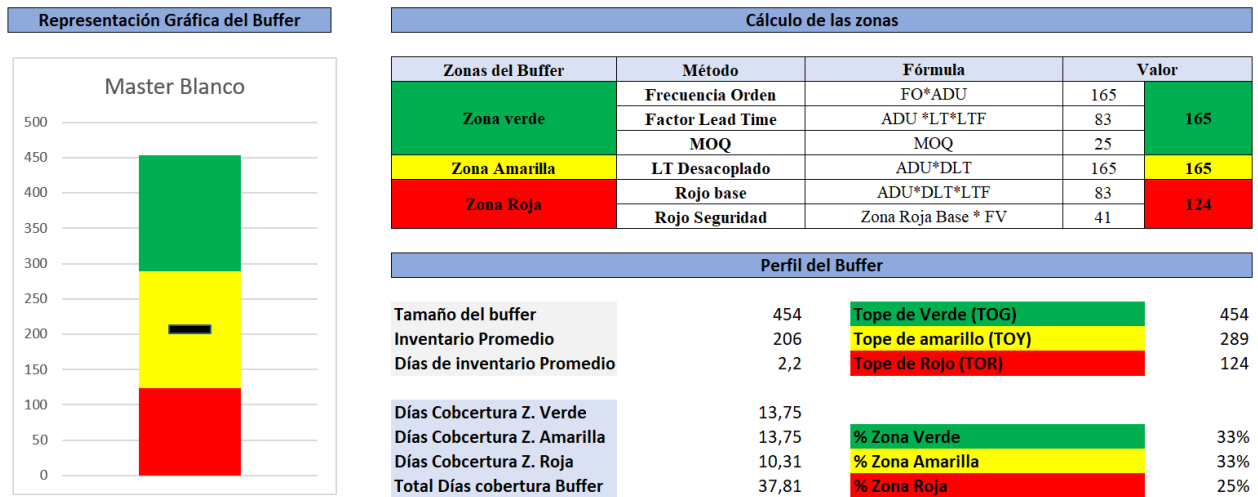 Representación Gráfica del Buffer
Master Blanco
500
450
400
350
300
250
200
150
100
50
0
Cálculo de las zonas
Zonas del Buffer Método Fórmula Valor
Zona verde Frecuencia Orden FO*ADU 165 165
Factor Lead Time ADU *LT*LTF 83
MOQ MOQ 25
Zona Amarilla LT Desacoplado ADU*DLT 165 165
Zona Roja Rojo base ADU*DLT*LTF 83 124
Rojo Seguridad Zona Roja Base * FV 41
Perfil del Buffer
Tamaño del buffer 454 Tope de Verde (TOG) 454
Inventario Promedio 206 Tope de amarillo (TOY) 289
Días de inventario Promedio 2,2 Tope de Rojo (TOR) 124
Días Cobcertura Z. Verde 13,75
Días Cobcertura Z. Amarilla 13,75 % Zona Verde 33%
Días Cobcertura Z. Roja 10,31 % Zona Amarilla 33%
Total Días cobertura Buffer 37,81 % Zona Roja 25%